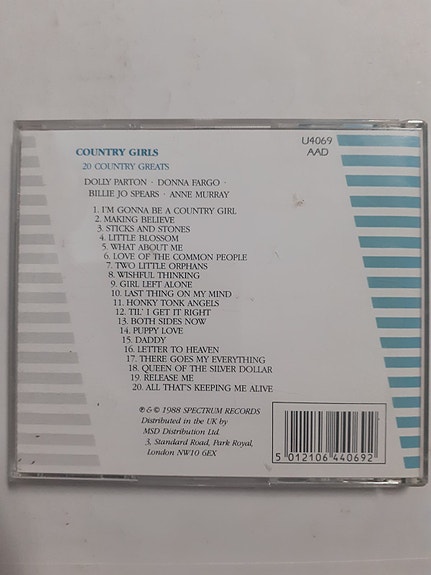 U4069
AAD
COUNTRY GIRLS
20 COUNTRY GREATS
DOLLY PARTON · DONNA FARGO ·
BILLIE JO SPEARS · ANNE MURRAY
1. I'M GONNA BE A COUNTRY GIRL
2. MAKING BELIEVE
3. STICKS AND STONES
4. LITTLE BLOSSOM
5. WHAT ABOUT ME
6. LOVE OF THE COMMON PEOPLE
7. TWO LITTLE ORPHANS
8. WISHFUL THINKING
9. GIRL LEFT ALONE
10. LAST THING ON MY MIND
11. HONKY TONK ANGELS
12. TIL' I GET IT RIGHT
13. BOTH SIDES NOW
14. PUPPY LOVE
15. DADDY
16. LETTER TO HEAVEN
17. THERE GOES MY EVERYTHING
18. QUEEN OF THE SILVER DOLLAR
19. RELEASE ME
20. ALL THAT'S KEEPING ME ALIVE
℗ & © 1988 SPECTRUM RECORDS
Distributed in the UK by
MSD Distribution Ltd.
3, Standard Road, Park Royal,
London NW10 6EX
5 012106 440692